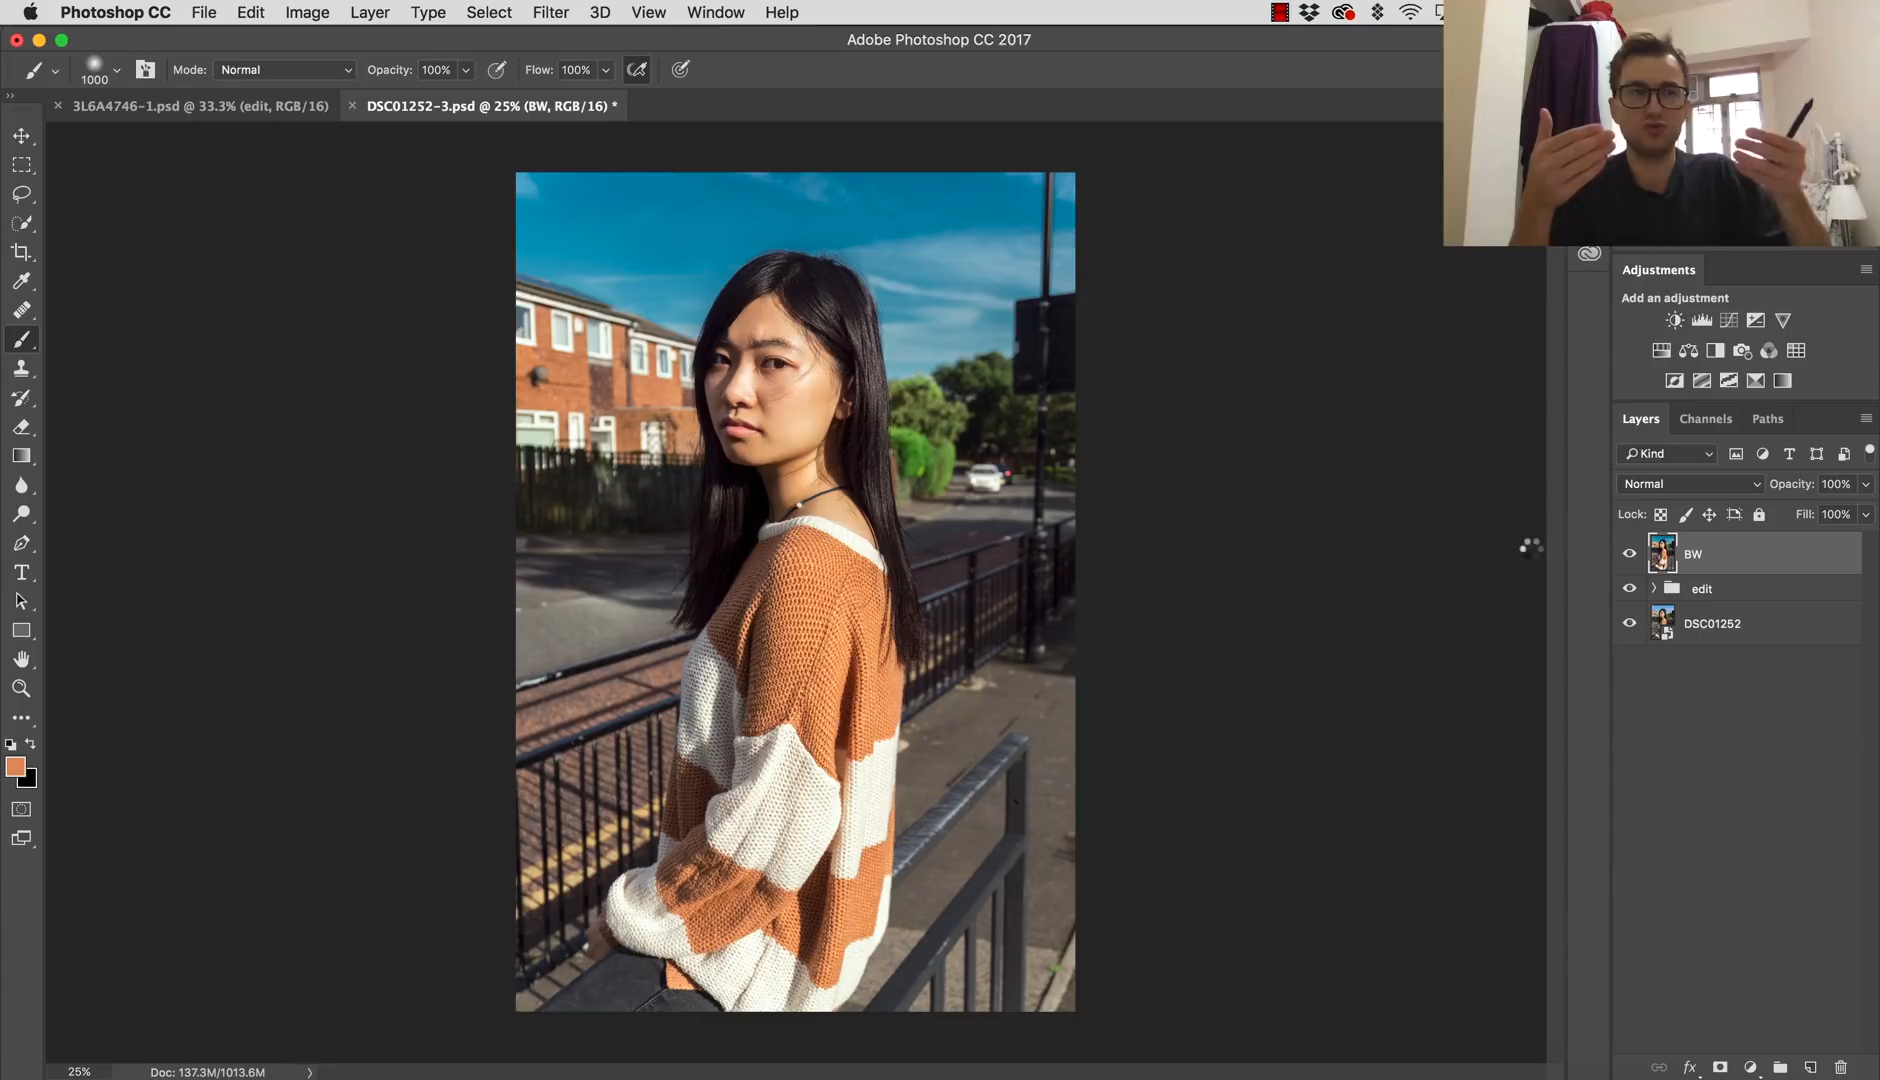 Photoshop CC File Edit Image Layer Type Select Filter 3D View Window Help
Adobe Photoshop CC 2017
1000 Mode: Normal Opacity: 100% Flow: 100%
3L6A4746-1.psd @ 33.3% (edit, RGB/16) DSC01252-3.psd @ 25% (BW, RGB/16) *
Adjustments
Add an adjustment
Layers Channels Paths
Kind
Normal Opacity: 100%
Lock: Fill: 100%
BW
edit
DSC01252
25% Doc: 137.3M/1013.6M